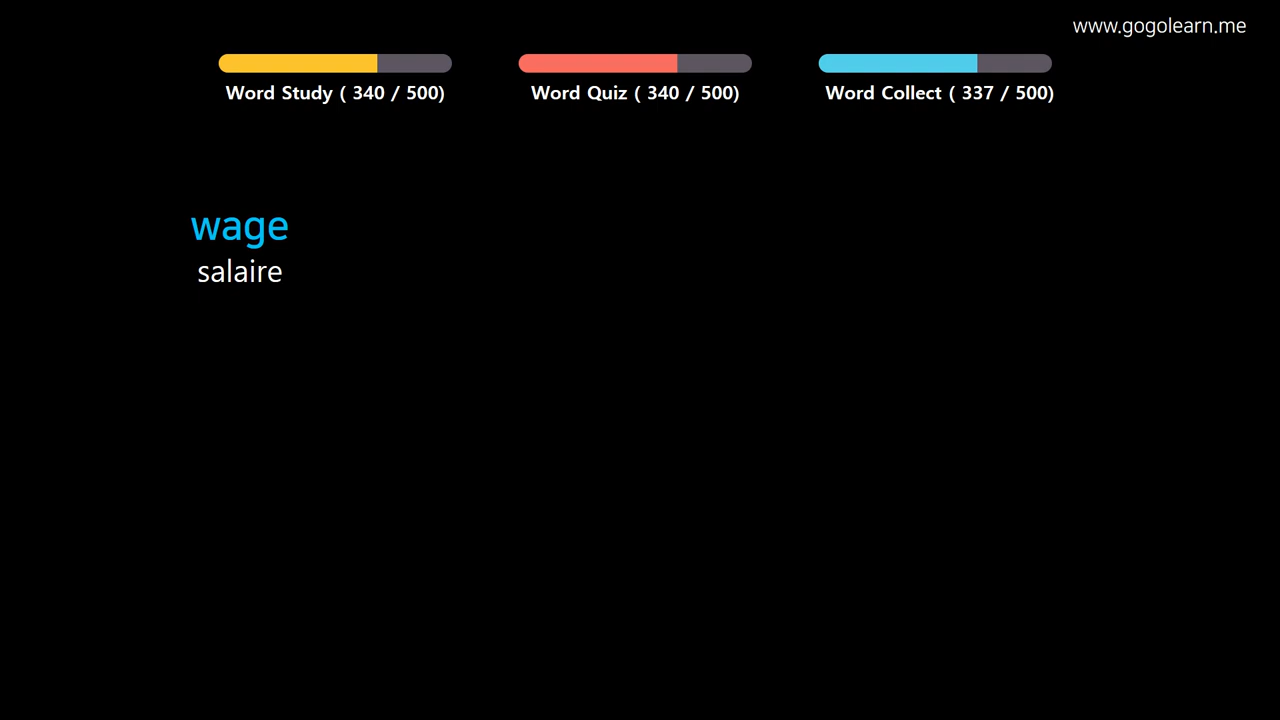 www.gogolearn.me
Word Study ( 340 / 500)
Word Quiz ( 340 / 500)
Word Collect ( 337 / 500)
wage
salaire